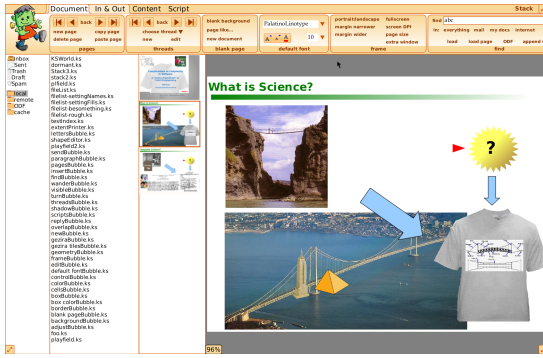 Document In & Out Content Script
Stack
back
new page copy page
delete page paste page
pages
back
choose thread
new edit
threads
blank background
page like...
new document
blank page
Palatino Linotype
10
default font
portrait/landscape fullscreen
margin narrower screen DPI
margin wider page size
extra window
frame
find abc
in: everything mail my docs internet
load load page ODF append
find
Inbox
Sent
Trash
Draft
Spam
local
remote
ODF
cache
KSWorld.ks
dormant.ks
Stack3.ks
stack2.ks
plfield.ks
fileList.ks
filelist-settingNames.ks
filelist-settingFills.ks
filelist-besomething.ks
filelist-rough.ks
testIndex.ks
extentPrinter.ks
lettersBubble.ks
shapeEditor.ks
playfield2.ks
sendBubble.ks
paragraphBubble.ks
pagesBubble.ks
insertBubble.ks
findBubble.ks
wanderBubble.ks
visibleBubble.ks
turnBubble.ks
threadsBubble.ks
shadowBubble.ks
scriptsBubble.ks
replyBubble.ks
overlapBubble.ks
newBubble.ks
geziraBubble.ks
gezira tilesBubble.ks
geometryBubble.ks
frameBubble.ks
editBubble.ks
default fontBubble.ks
controlBubble.ks
colorBubble.ks
cellsBubble.ks
boxBubble.ks
box colorBubble.ks
borderBubble.ks
blank pageBubble.ks
backgroundBubble.ks
adjustBubble.ks
foo.ks
playfield.ks
What is Science?
?
96%